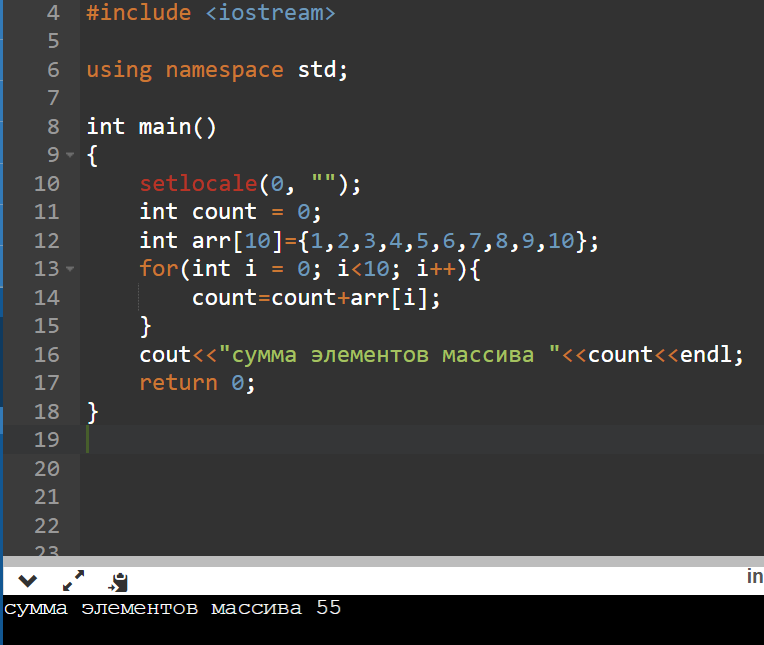 4 #include <iostream>
5
6 using namespace std;
7
8 int main()
9 {
10     setlocale(0, "");
11     int count = 0;
12     int arr[10]={1,2,3,4,5,6,7,8,9,10};
13     for(int i = 0; i<10; i++){
14         count=count+arr[i];
15     }
16     cout<<"сумма элементов массива "<<count<<endl;
17     return 0;
18 }
19
20
21
22
23
in
сумма элементов массива 55